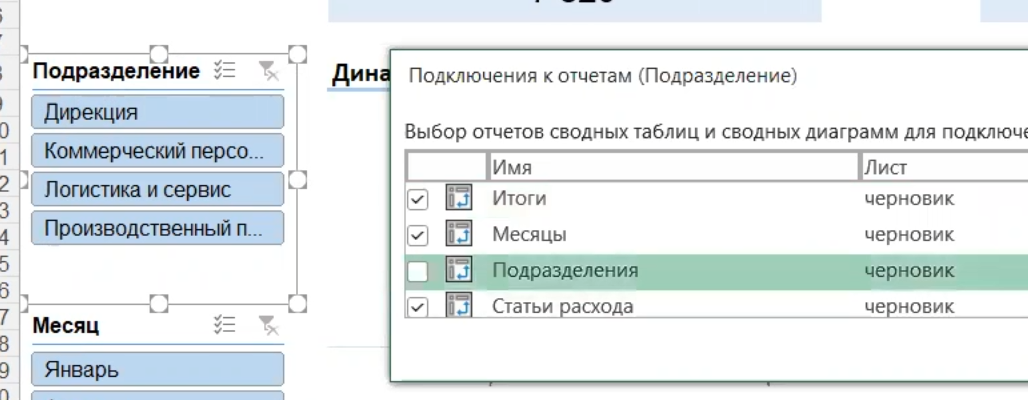 Подразделение
Дирекция
Коммерческий персо...
Логистика и сервис
Производственный п...
Месяц
Январь
Дина
Подключения к отчетам (Подразделение)
Выбор отчетов сводных таблиц и сводных диаграмм для подключе
Имя Лист
Итоги черновик
Месяцы черновик
Подразделения черновик
Статьи расхода черновик